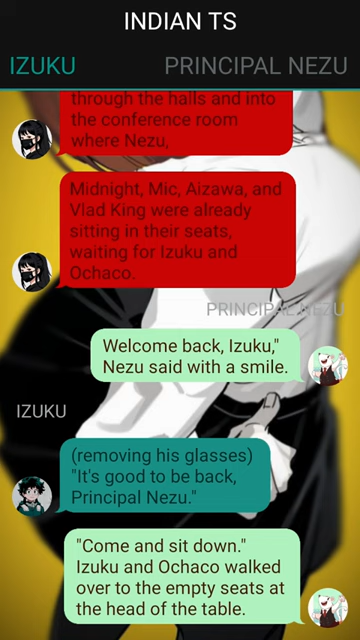 INDIAN TS
IZUKU
PRINCIPAL NEZU
through the halls and into
the conference room
where Nezu,
Midnight, Mic, Aizawa, and
Vlad King were already
sitting in their seats,
waiting for Izuku and
Ochaco.
PRINCIPAL NEZU
Welcome back, Izuku,"
Nezu said with a smile.
IZUKU
(removing his glasses)
"It's good to be back,
Principal Nezu."
"Come and sit down."
Izuku and Ochaco walked
over to the empty seats at
the head of the table.